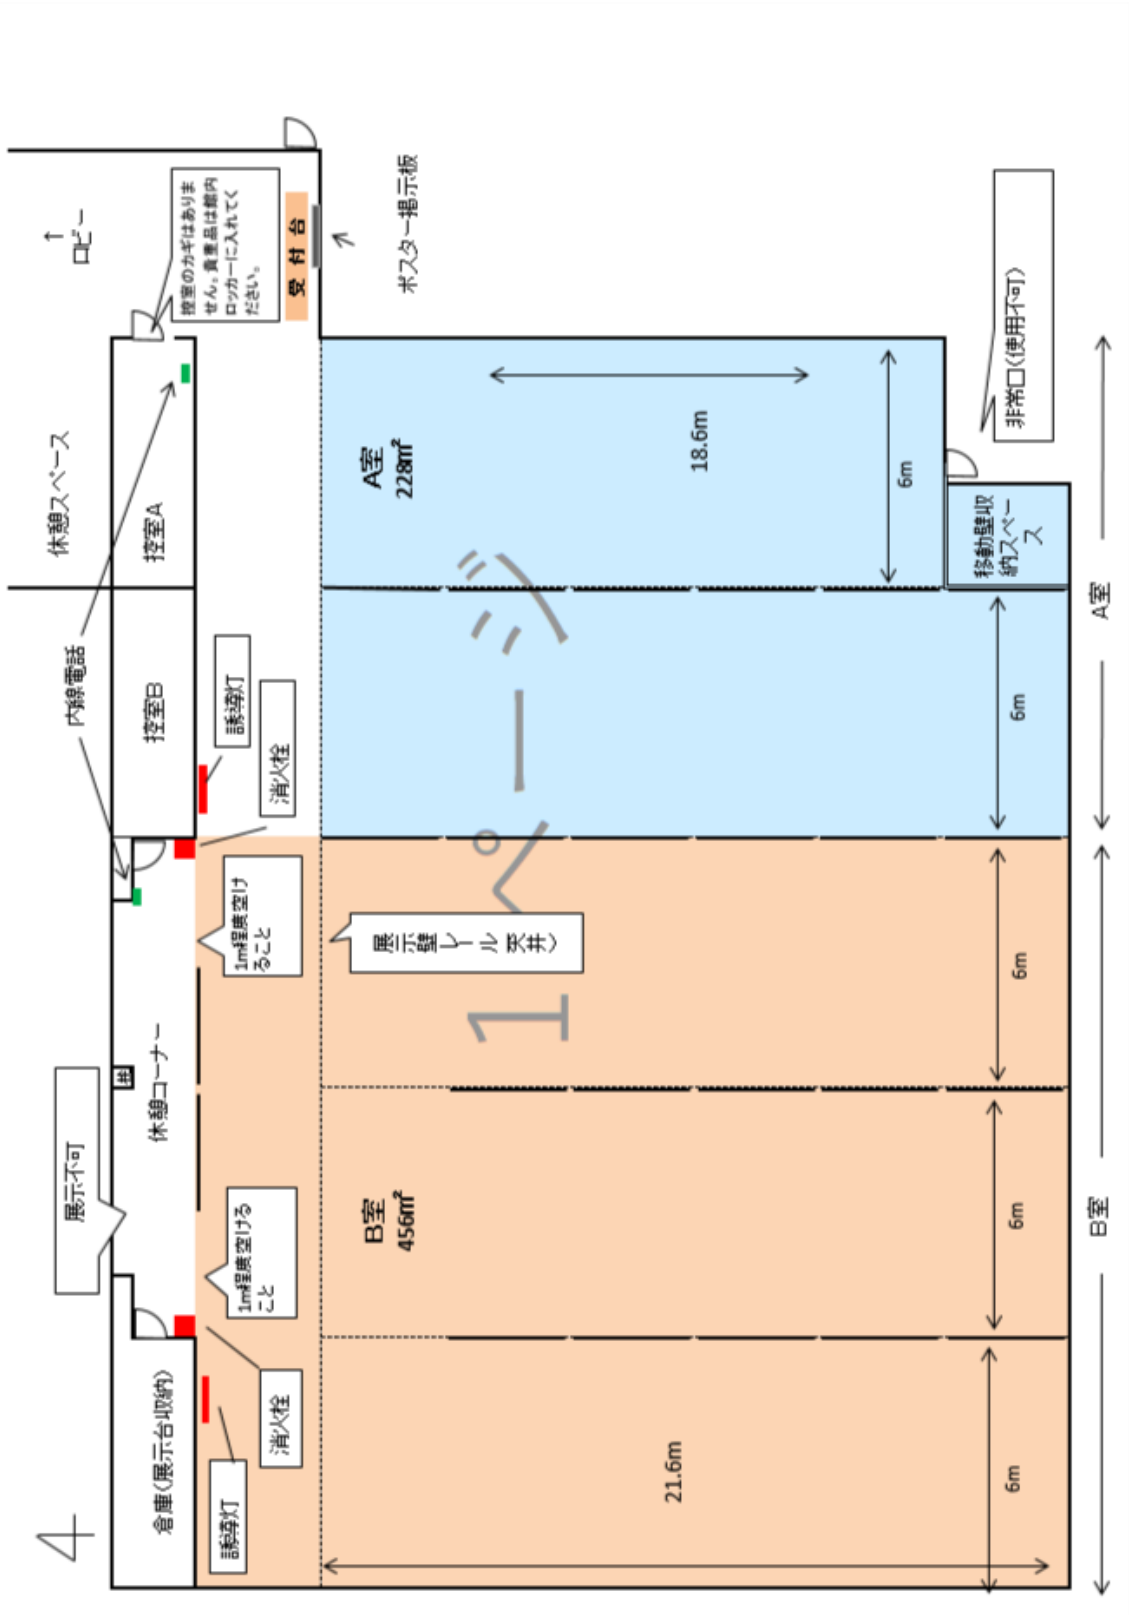 ↑
ロビー
控室のカギはありま
せん。貴重品は館内
ロッカーに入れてく
ださい。
受付台
ポスター掲示板
非常口（使用不可）
休憩スペース
控室A
A室
228㎡
18.6m
6m
移動壁収
納スペー
ス
A室
内線電話
控室B
誘導灯
消火栓
6m
1m程度空け
ること
展示壁レール（天井）
1ページ
6m
展示不可
井
休憩コーナー
1m程度空ける
こと
B室
456㎡
6m
B室
倉庫（展示台収納）
誘導灯
消火栓
21.6m
6m